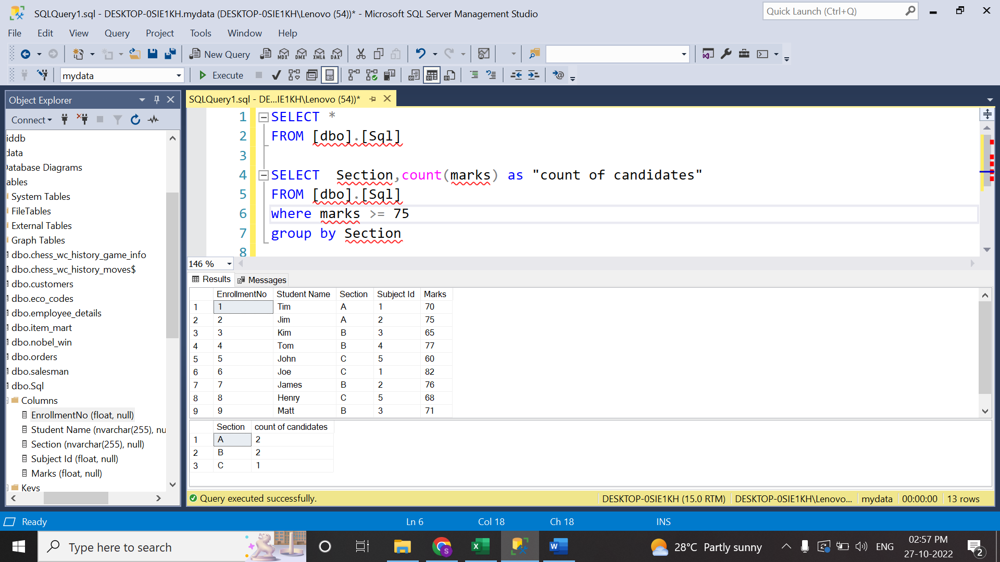 SQLQuery1.sql - DESKTOP-0SIE1KH.mydata (DESKTOP-0SIE1KH\Lenovo (54))* - Microsoft SQL Server Management Studio
Quick Launch (Ctrl+Q)
File Edit View Query Project Tools Window Help
New Query MDX DMX XMLA DAX
mydata Execute
Object Explorer
SQLQuery1.sql - DE...IE1KH\Lenovo (54))*
Connect
iddb
data
Database Diagrams
ables
System Tables
FileTables
External Tables
Graph Tables
dbo.chess_wc_history_game_info
dbo.chess_wc_history_moves$
dbo.customers
dbo.eco_codes
dbo.employee_details
dbo.item_mart
dbo.nobel_win
dbo.orders
dbo.salesman
dbo.Sql
Columns
EnrollmentNo (float, null)
Student Name (nvarchar(255), nu
Section (nvarchar(255), null)
Subject Id (float, null)
Marks (float, null)
Keys
1 SELECT *
2 FROM [dbo].[Sql]
3
4 SELECT  Section,count(marks) as "count of candidates"
5 FROM [dbo].[Sql]
6 where marks >= 75
7 group by Section
8
146 %
Results Messages
EnrollmentNo Student Name Section Subject Id Marks
1 1 Tim A 1 70
2 2 Jim A 2 75
3 3 Kim B 3 65
4 4 Tom B 4 77
5 5 John C 5 60
6 6 Joe C 1 82
7 7 James B 2 76
8 8 Henry C 5 68
9 9 Matt B 3 71
Section count of candidates
1 A 2
2 B 2
3 C 1
Query executed successfully. DESKTOP-0SIE1KH (15.0 RTM) DESKTOP-0SIE1KH\Lenovo... mydata 00:00:00 13 rows
Ready Ln 6 Col 18 Ch 18 INS
Type here to search
S
X
W
28°C Partly sunny
ENG
02:57 PM
27-10-2022
2